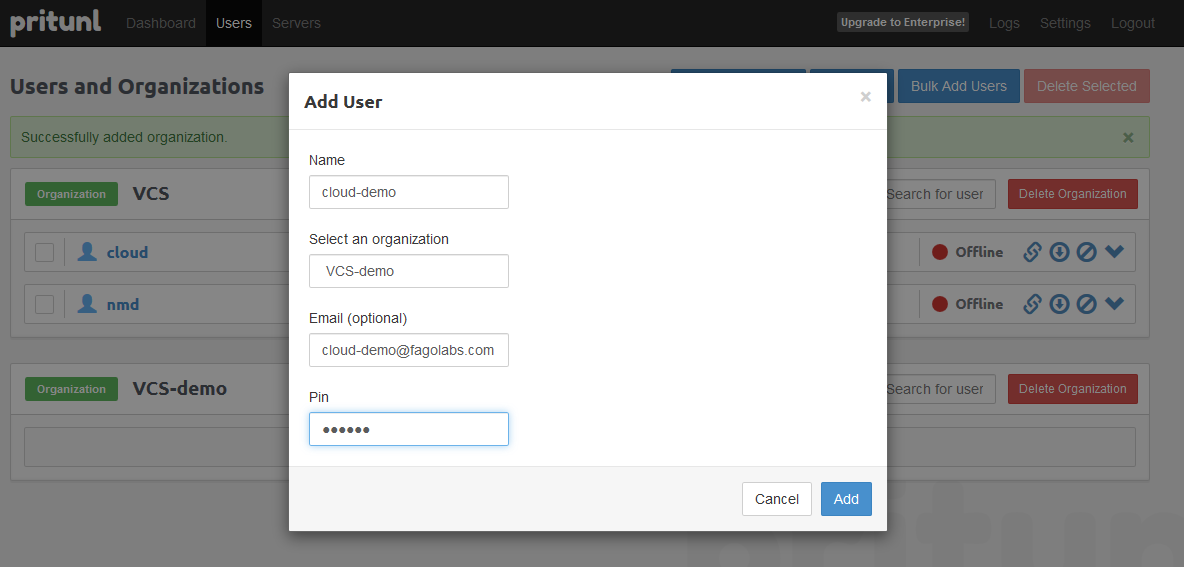 pritunl Dashboard Users Servers Upgrade to Enterprise! Logs Settings Logout
Users and Organizations
Bulk Add Users Delete Selected
Successfully added organization. ×
Organization VCS
Search for user Delete Organization
cloud Offline
nmd Offline
Organization VCS-demo
Search for user Delete Organization
Add User ×
Name
cloud-demo
Select an organization
VCS-demo
Email (optional)
cloud-demo@fagolabs.com
Pin
••••••
Cancel Add